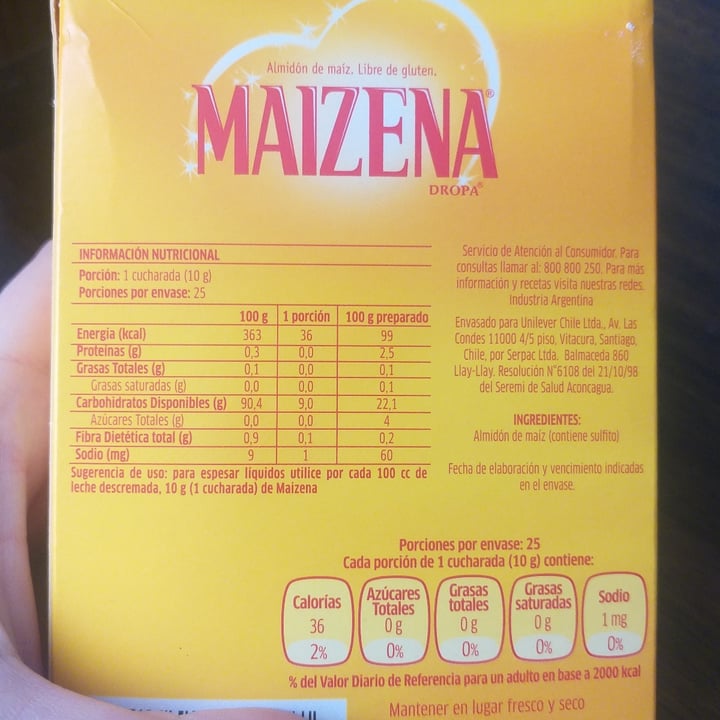 Almidón de maíz. Libre de gluten.
MAIZENA®
DROPA®
INFORMACIÓN NUTRICIONAL
Porción: 1 cucharada (10 g)
Porciones por envase: 25
100 g 1 porción 100 g preparado
Energía (kcal) 363 36 99
Proteínas (g) 0,3 0,0 2,5
Grasas Totales (g) 0,1 0,0 0,1
Grasas saturadas (g) 0,0 0,0 0,1
Carbohidratos Disponibles (g) 90,4 9,0 22,1
Azúcares Totales (g) 0,0 0,0 4
Fibra Dietética total (g) 0,9 0,1 0,2
Sodio (mg) 9 1 60
Sugerencia de uso: para espesar líquidos utilice por cada 100 cc de
leche descremada, 10 g (1 cucharada) de Maizena
Servicio de Atención al Consumidor. Para
consultas llamar al: 800 800 250. Para más
información y recetas visita nuestras redes.
Industria Argentina
Envasado para Unilever Chile Ltda., Av. Las
Condes 11000 4/5 piso, Vitacura, Santiago,
Chile, por Serpac Ltda. Balmaceda 860
Llay-Llay. Resolución N°6108 del 21/10/98
del Seremi de Salud Aconcagua.
INGREDIENTES:
Almidón de maíz (contiene sulfito)
Fecha de elaboración y vencimiento indicadas
en el envase.
Porciones por envase: 25
Cada porción de 1 cucharada (10 g) contiene:
Calorías
36
2%
Azúcares
Totales
0 g
0%
Grasas
totales
0 g
0%
Grasas
saturadas
0 g
0%
Sodio
1 mg
0%
% del Valor Diario de Referencia para un adulto en base a 2000 kcal
Mantener en lugar fresco y seco